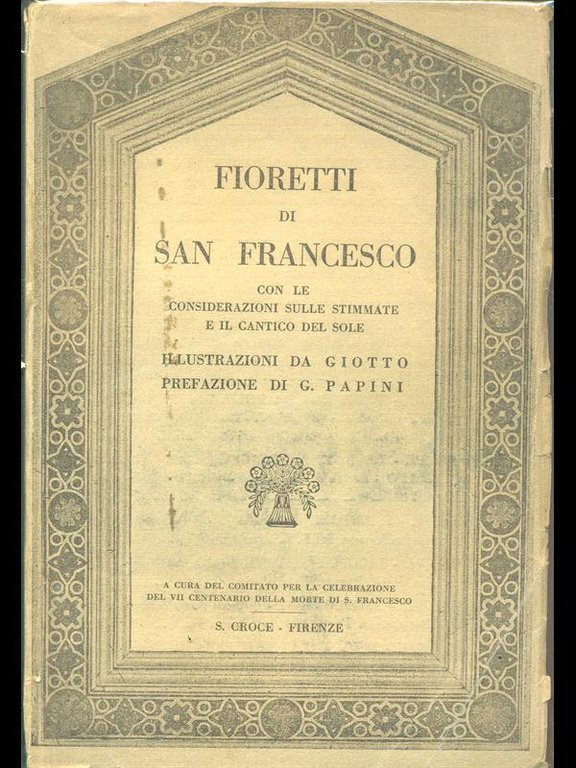 FIORETTI
DI
SAN FRANCESCO
CON LE
CONSIDERAZIONI SULLE STIMMATE
E IL CANTICO DEL SOLE
ILLUSTRAZIONI DA GIOTTO
PREFAZIONE DI G. PAPINI
A CURA DEL COMITATO PER LA CELEBRAZIONE
DEL VII CENTENARIO DELLA MORTE DI S. FRANCESCO
S. CROCE - FIRENZE